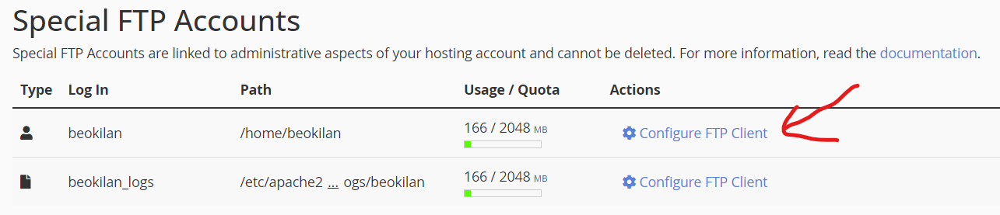 Special FTP Accounts
Special FTP Accounts are linked to administrative aspects of your hosting account and cannot be deleted. For more information, read the documentation.
Type Log In Path Usage / Quota Actions
beokilan /home/beokilan 166 / 2048 MB Configure FTP Client
beokilan_logs /etc/apache2 ... ogs/beokilan 166 / 2048 MB Configure FTP Client